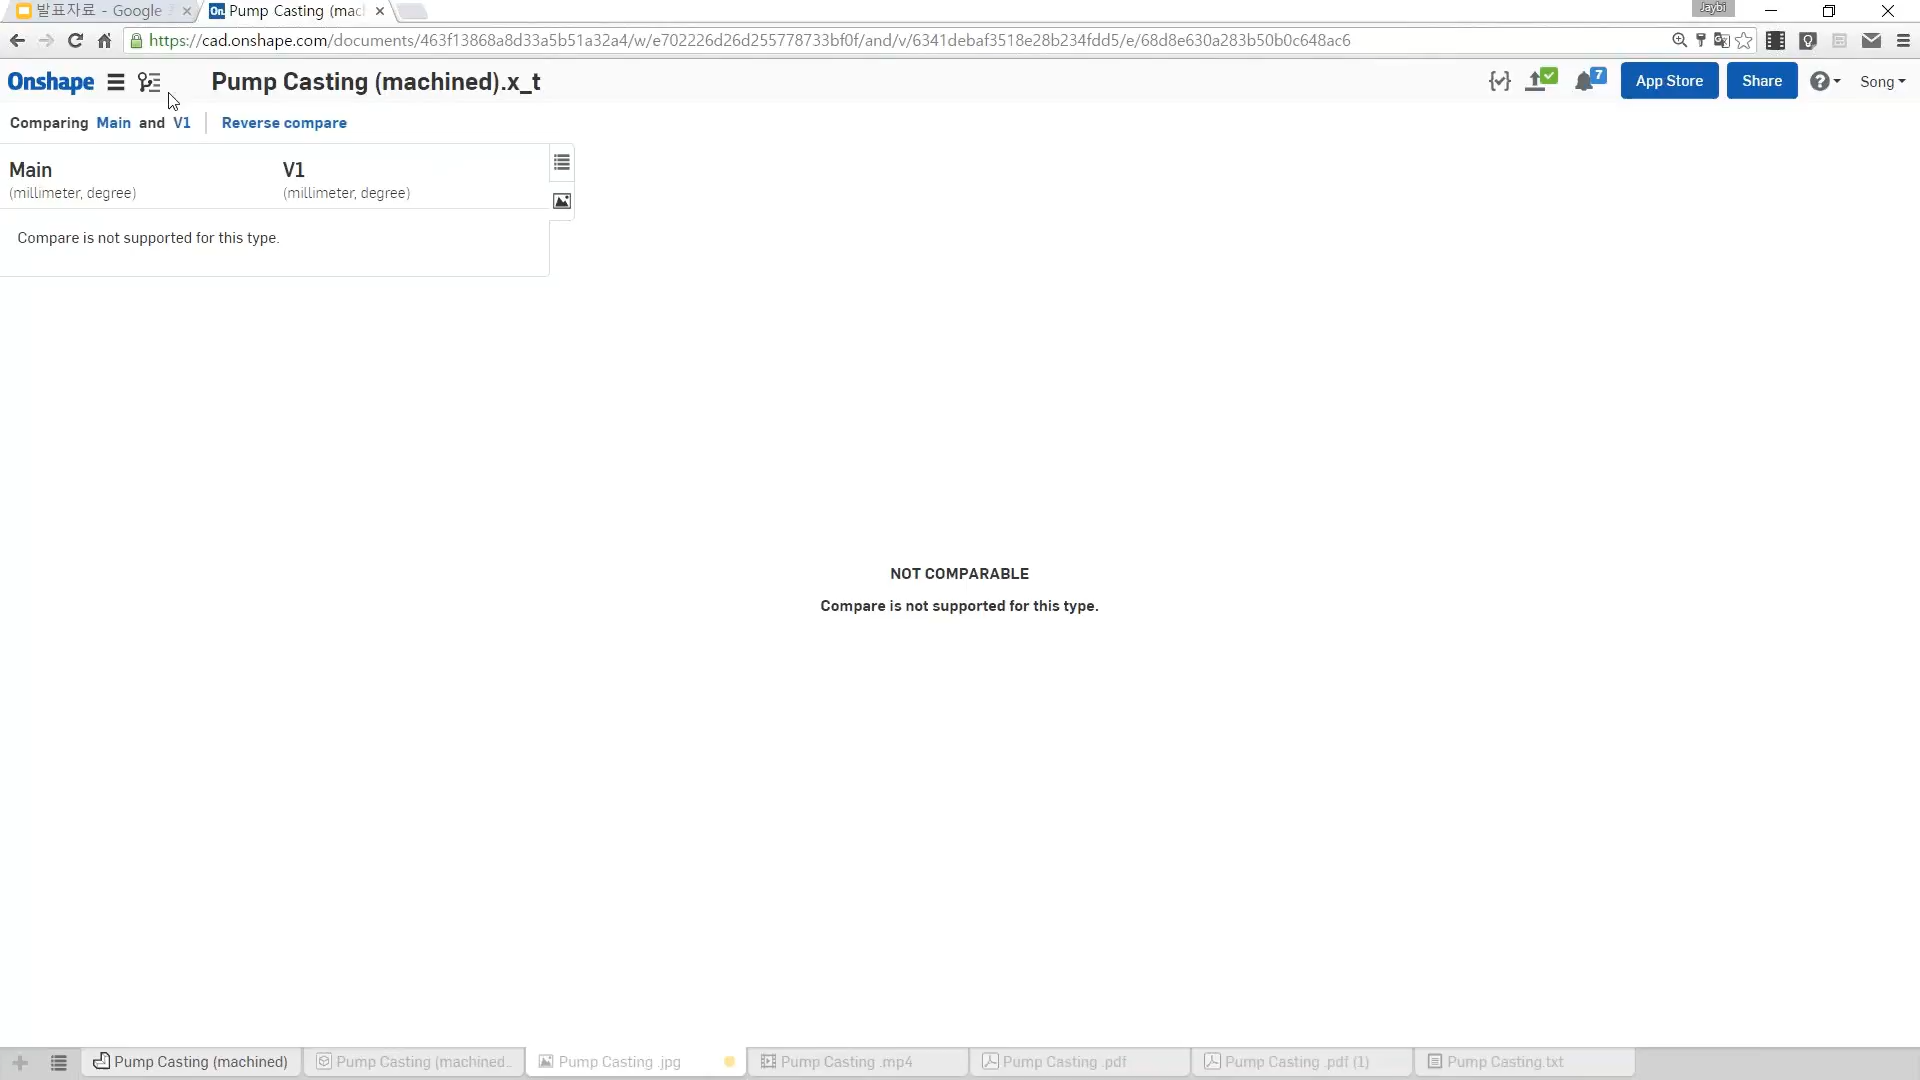 발표자료 - Google
Pump Casting (mac
Jaybi
https://cad.onshape.com/documents/463f13868a8d33a5b51a32a4/w/e702226d26d255778733bf0f/and/v/6341debaf3518e28b234fdd5/e/68d8e630a283b50b0c648ac6
Onshape
Pump Casting (machined).x_t
7
App Store
Share
Song
Comparing Main and V1
Reverse compare
Main
V1
(millimeter, degree)
(millimeter, degree)
Compare is not supported for this type.
NOT COMPARABLE
Compare is not supported for this type.
Pump Casting (machined)
Pump Casting (machined...
Pump Casting .jpg
Pump Casting .mp4
Pump Casting .pdf
Pump Casting .pdf (1)
Pump Casting.txt